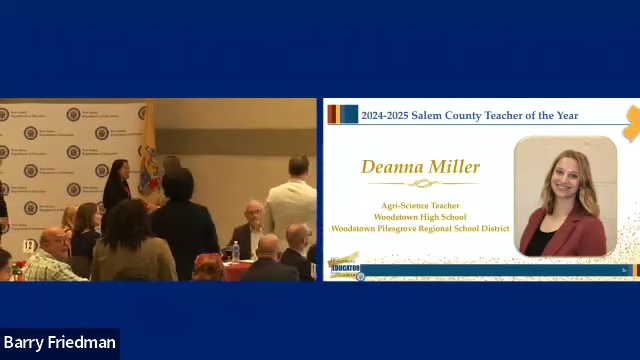 2024-2025 Salem County Teacher of the Year
Deanna Miller
Agri-Science Teacher
Woodstown High School
Woodstown Pilesgrove Regional School District
EDUCATOR
12
Barry Friedman